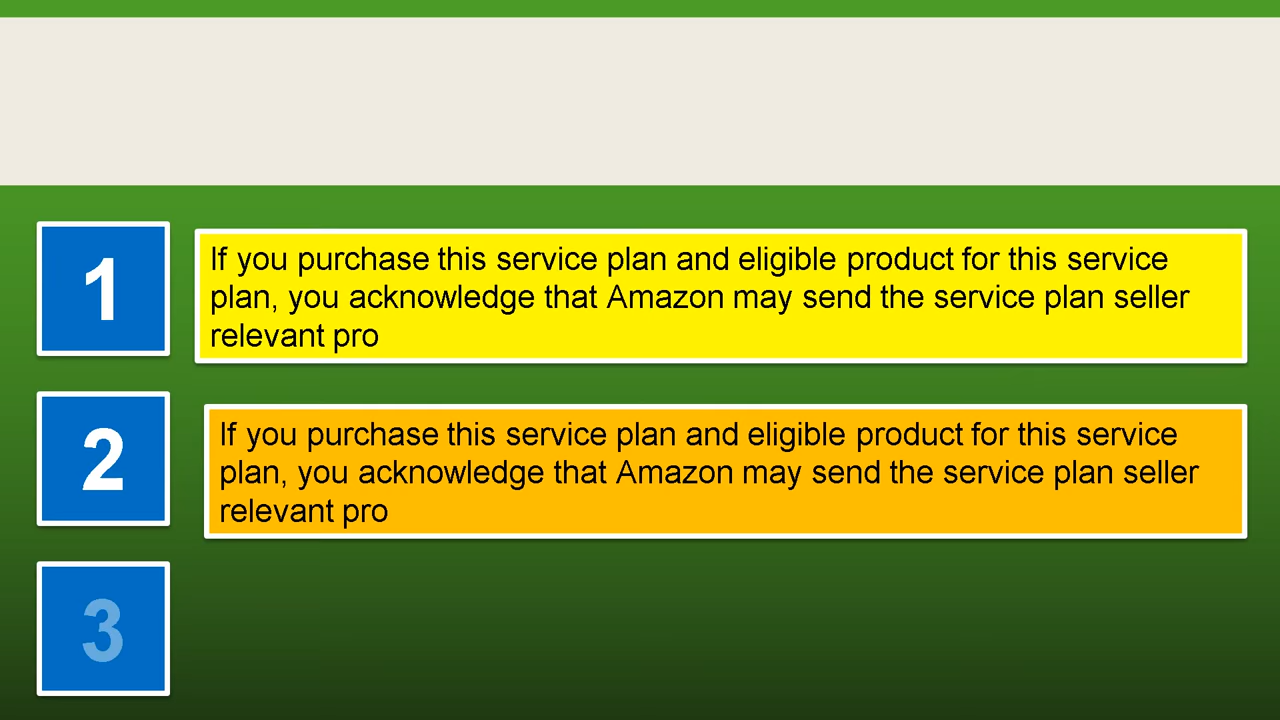 1
If you purchase this service plan and eligible product for this service
plan, you acknowledge that Amazon may send the service plan seller
relevant pro
2
If you purchase this service plan and eligible product for this service
plan, you acknowledge that Amazon may send the service plan seller
relevant pro
3